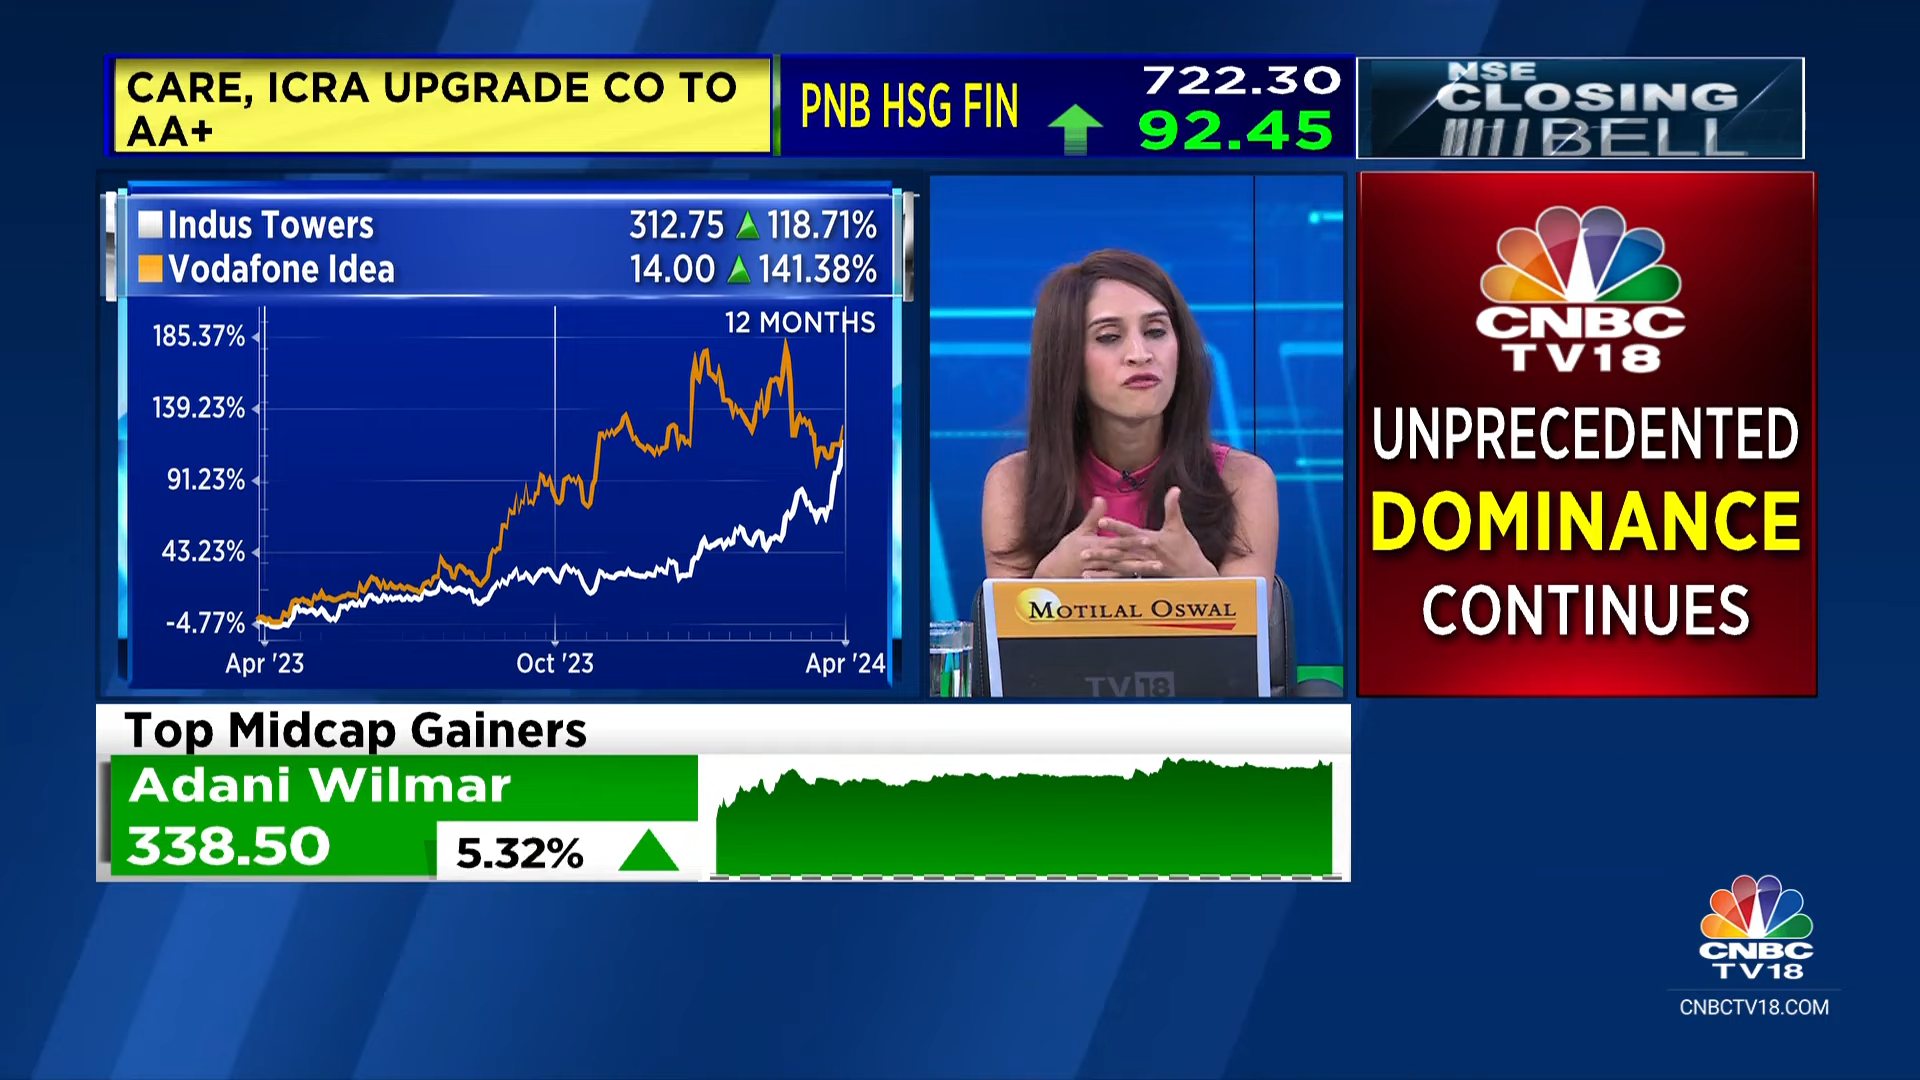 CARE, ICRA UPGRADE CO TO
AA+
PNB HSG FIN
722.30
92.45
NSE
CLOSING
BELL
Indus Towers 312.75 118.71%
Vodafone Idea 14.00 141.38%
12 MONTHS
185.37%
139.23%
91.23%
43.23%
-4.77%
Apr '23 Oct '23 Apr '24
MOTILAL OSWAL
TV18
CNBC
TV18
UNPRECEDENTED
DOMINANCE
CONTINUES
Top Midcap Gainers
Adani Wilmar
338.50 5.32%
CNBC
TV18
CNBCTV18.COM